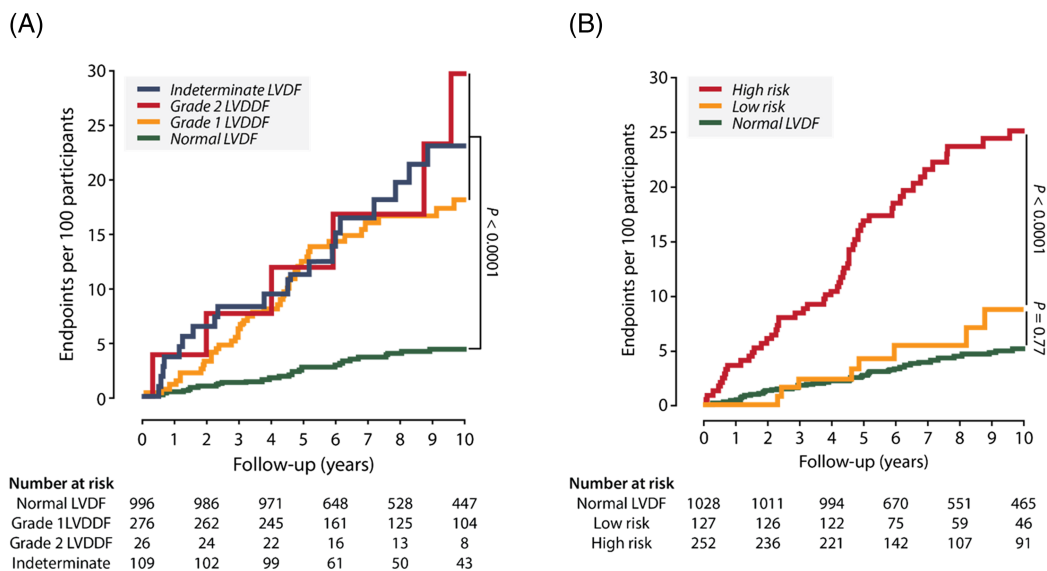 (A)
Endpoints per 100 participants
30
25
20
15
10
5
0
Indeterminate LVDF
Grade 2 LVDDF
Grade 1 LVDDF
Normal LVDF
P < 0.0001
0 1 2 3 4 5 6 7 8 9 10
Follow-up (years)
Number at risk
Normal LVDF 996 986 971 648 528 447
Grade 1LVDDF 276 262 245 161 125 104
Grade 2 LVDDF 26 24 22 16 13 8
Indeterminate 109 102 99 61 50 43
(B)
Endpoints per 100 participants
30
25
20
15
10
5
0
High risk
Low risk
Normal LVDF
P < 0.0001
P = 0.77
0 1 2 3 4 5 6 7 8 9 10
Follow-up (years)
Number at risk
Normal LVDF 1028 1011 994 670 551 465
Low risk 127 126 122 75 59 46
High risk 252 236 221 142 107 91